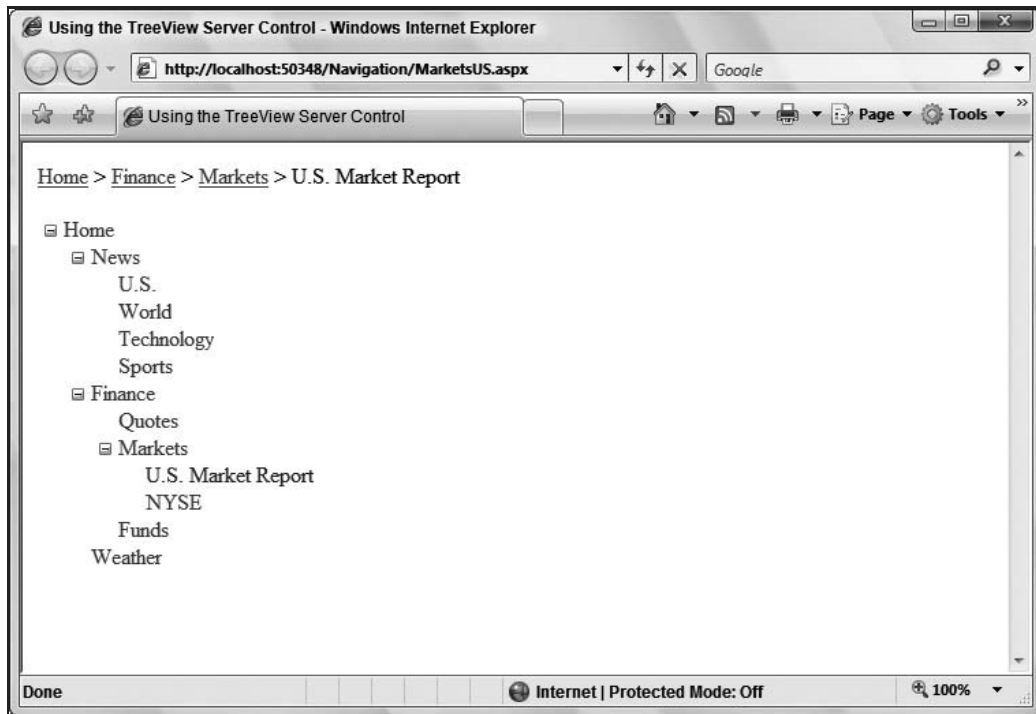 Using the TreeView Server Control - Windows Internet Explorer
http://localhost:50348/Navigation/MarketsUS.aspx
Google
Using the TreeView Server Control
Page
Tools
Home > Finance > Markets > U.S. Market Report
Home
News
U.S.
World
Technology
Sports
Finance
Quotes
Markets
U.S. Market Report
NYSE
Funds
Weather
Done
Internet | Protected Mode: Off
100%